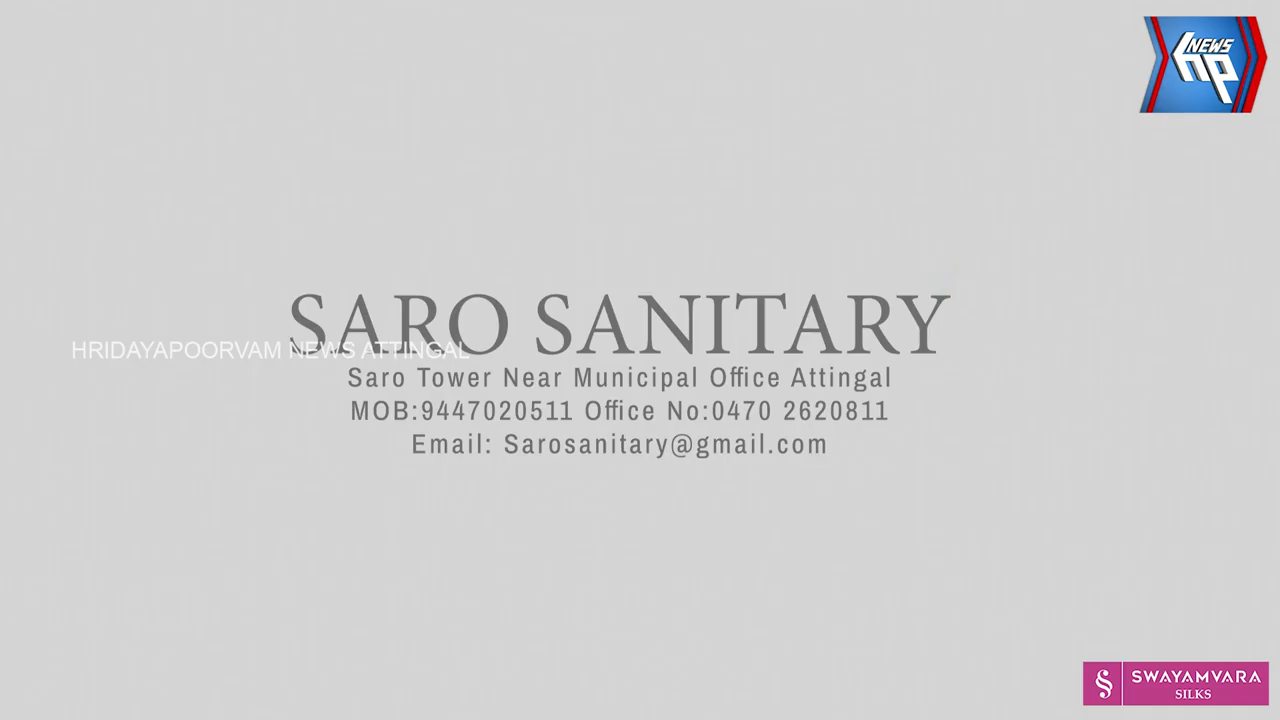 NEWS
hp
SARO SANITARY
HRIDAYAPOORVAM NEWS ATTINGAL
Saro Tower Near Municipal Office Attingal
MOB:9447020511 Office No:0470 2620811
Email: Sarosanitary@gmail.com
SWAYAMVARA
SILKS